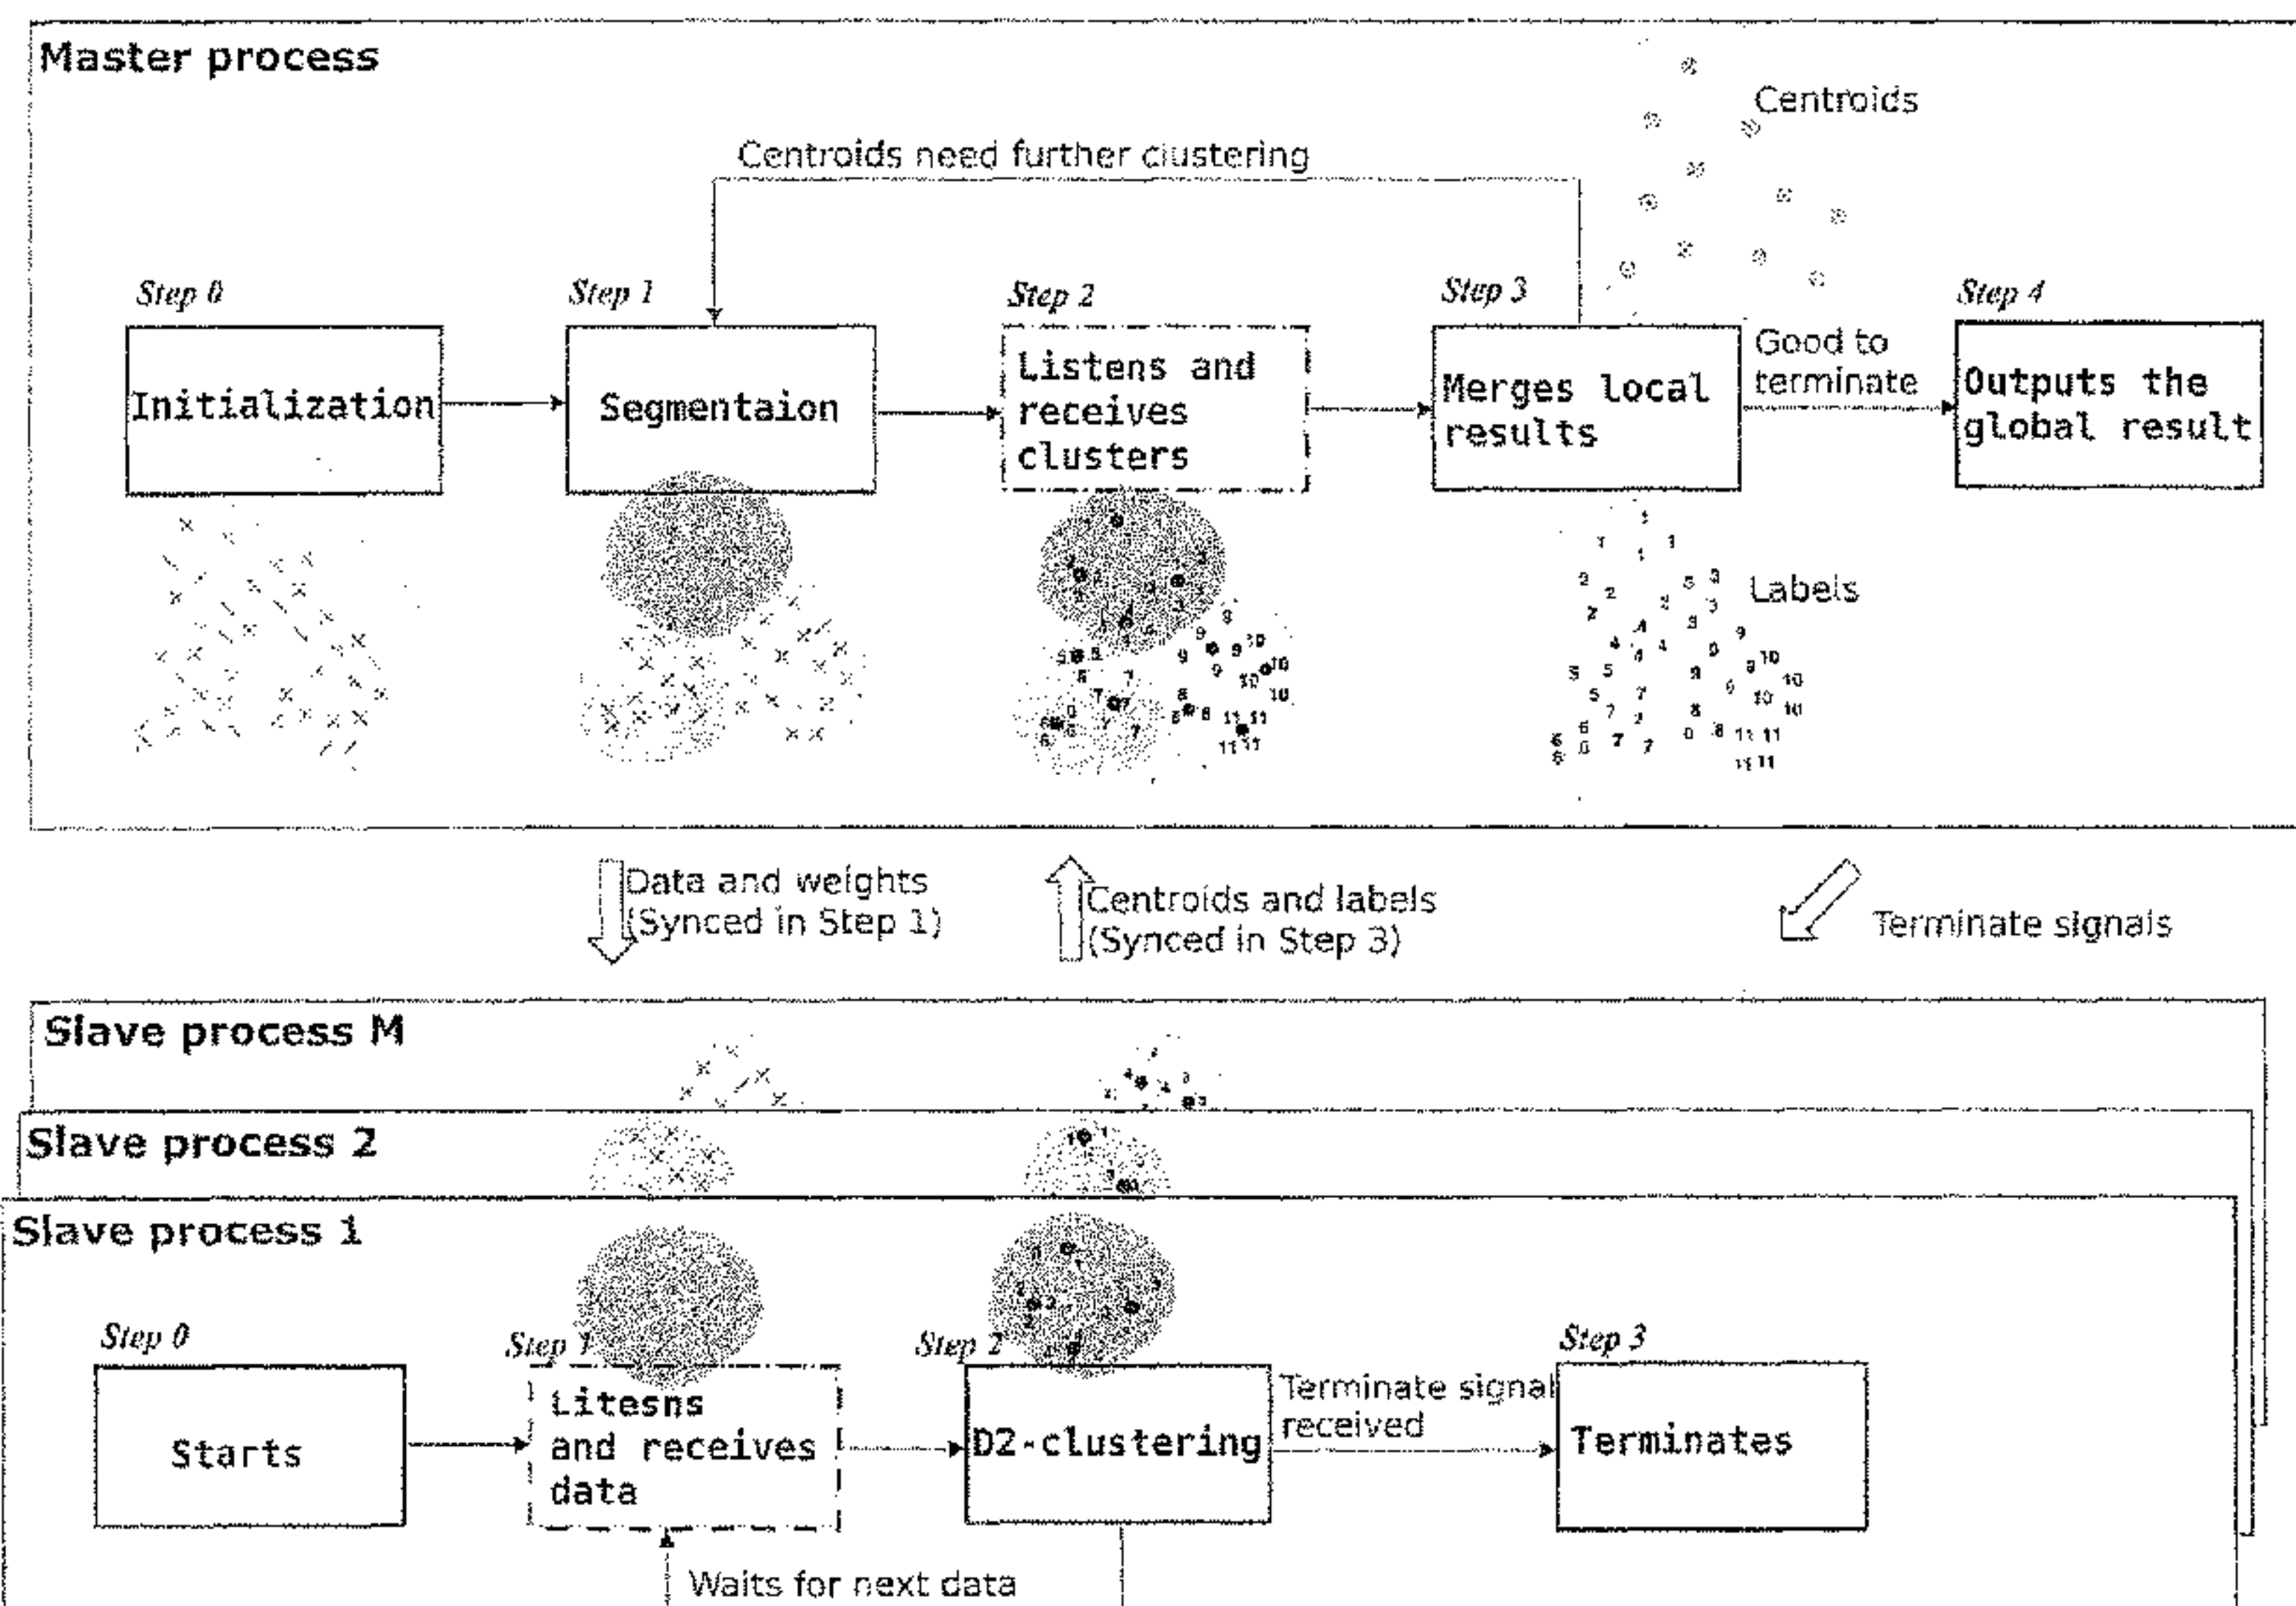 Master process
Centroids
Centroids need further clustering
Step 0
Step 1
Step 2
Step 3
Step 4
Initialization
Segmentaion
Listens and
receives
clusters
Merges local
results
Good to
terminate
Outputs the
global result
Labels
Data and weights
(Synced in Step 1)
Centroids and labels
(Synced in Step 3)
Terminate signals
Slave process M
Slave process 2
Slave process 1
Step 0
Step 1
Step 2
Step 3
Starts
Litesns
and receives
data
D2-clustering
Terminate signal
received
Terminates
Waits for next data